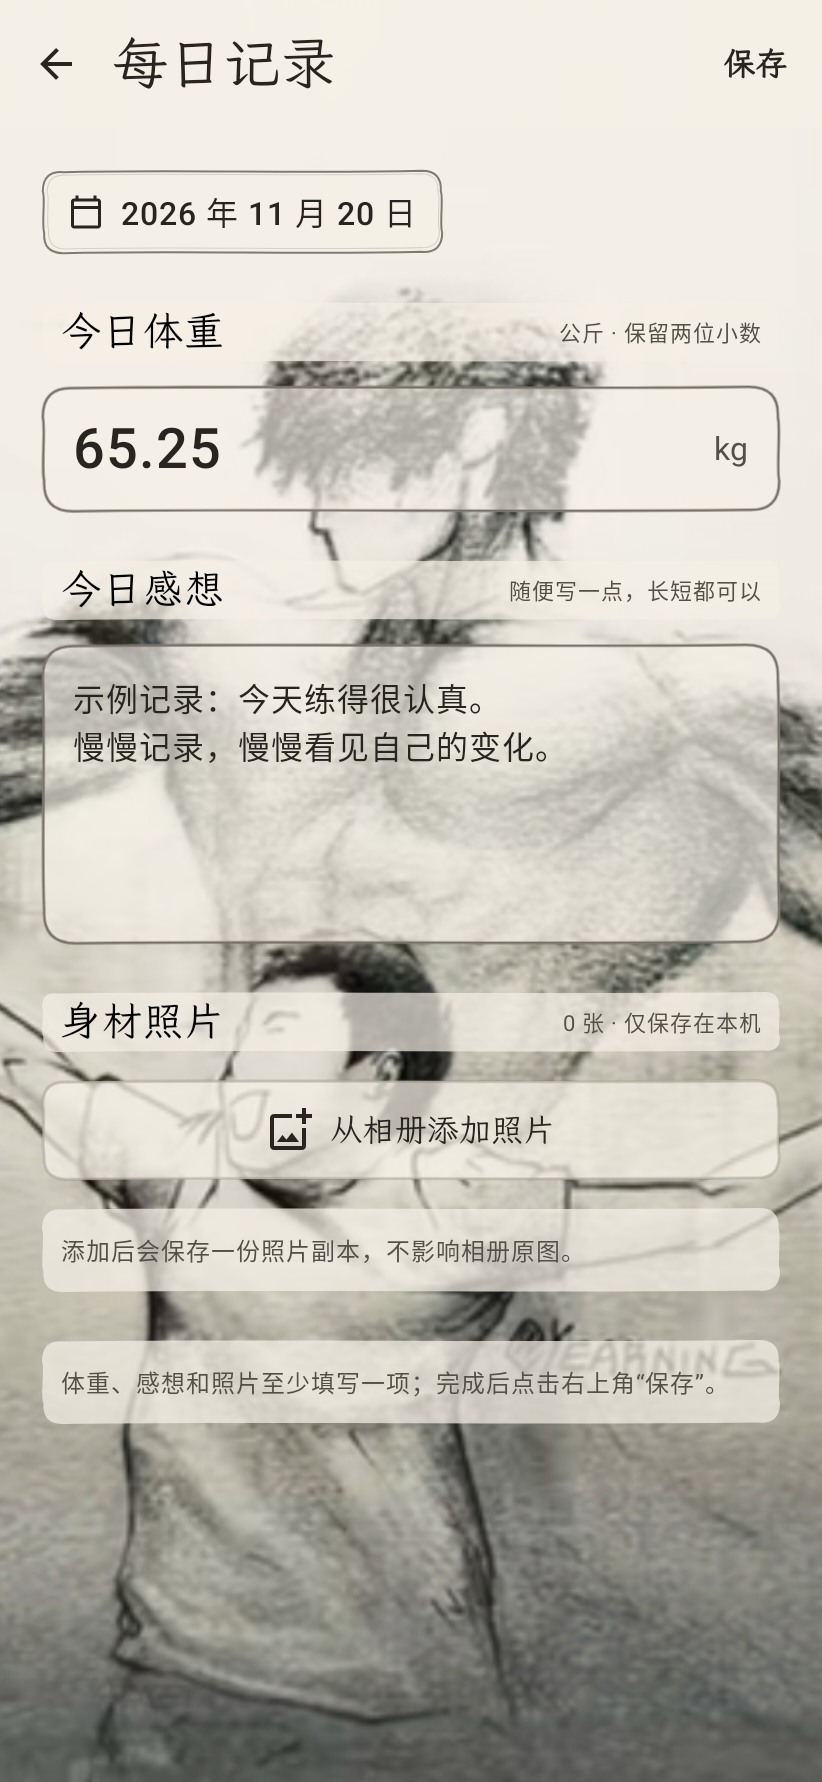 每日记录
保存
2026 年 11 月 20 日
今日体重
公斤 · 保留两位小数
65.25
kg
今日感想
随便写一点，长短都可以
示例记录：今天练得很认真。
慢慢记录，慢慢看见自己的变化。
身材照片
0 张 · 仅保存在本机
从相册添加照片
添加后会保存一份照片副本，不影响相册原图。
体重、感想和照片至少填写一项；完成后点击右上角“保存”。